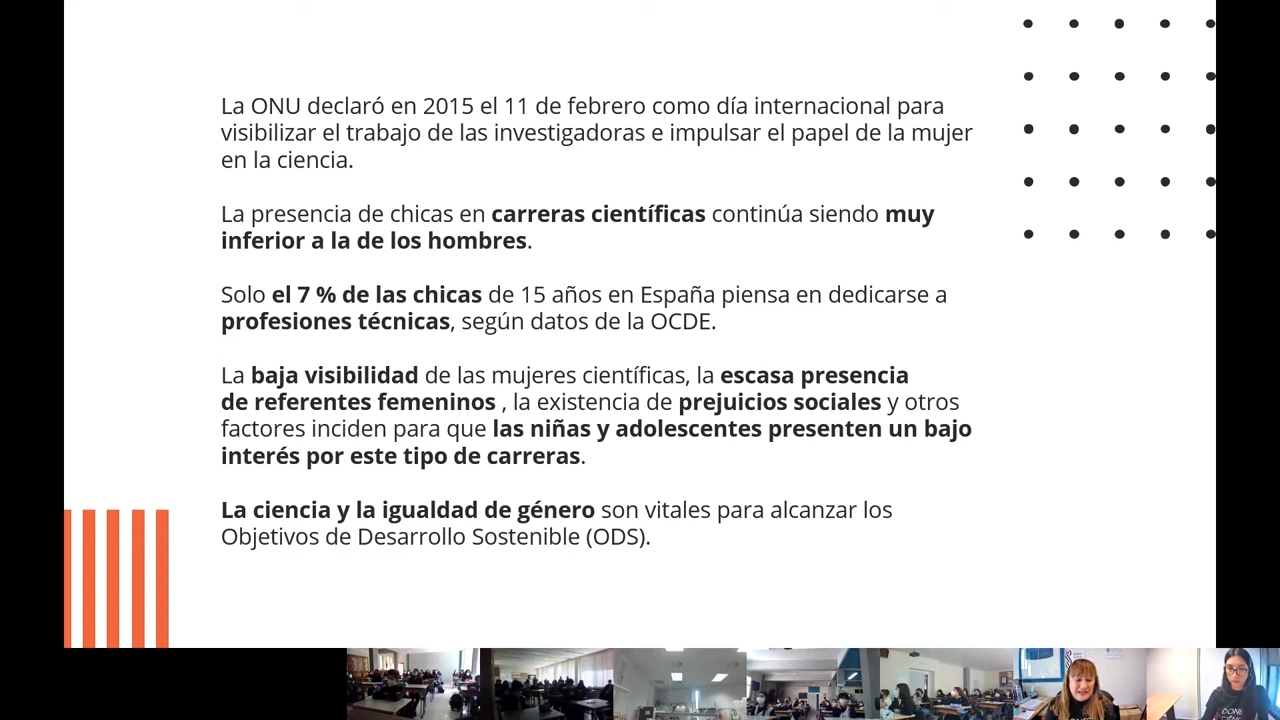 La ONU declaró en 2015 el 11 de febrero como día internacional para
visibilizar el trabajo de las investigadoras e impulsar el papel de la mujer
en la ciencia.
La presencia de chicas en carreras científicas continúa siendo muy
inferior a la de los hombres.
Solo el 7 % de las chicas de 15 años en España piensa en dedicarse a
profesiones técnicas, según datos de la OCDE.
La baja visibilidad de las mujeres científicas, la escasa presencia
de referentes femeninos , la existencia de prejuicios sociales y otros
factores inciden para que las niñas y adolescentes presenten un bajo
interés por este tipo de carreras.
La ciencia y la igualdad de género son vitales para alcanzar los
Objetivos de Desarrollo Sostenible (ODS).